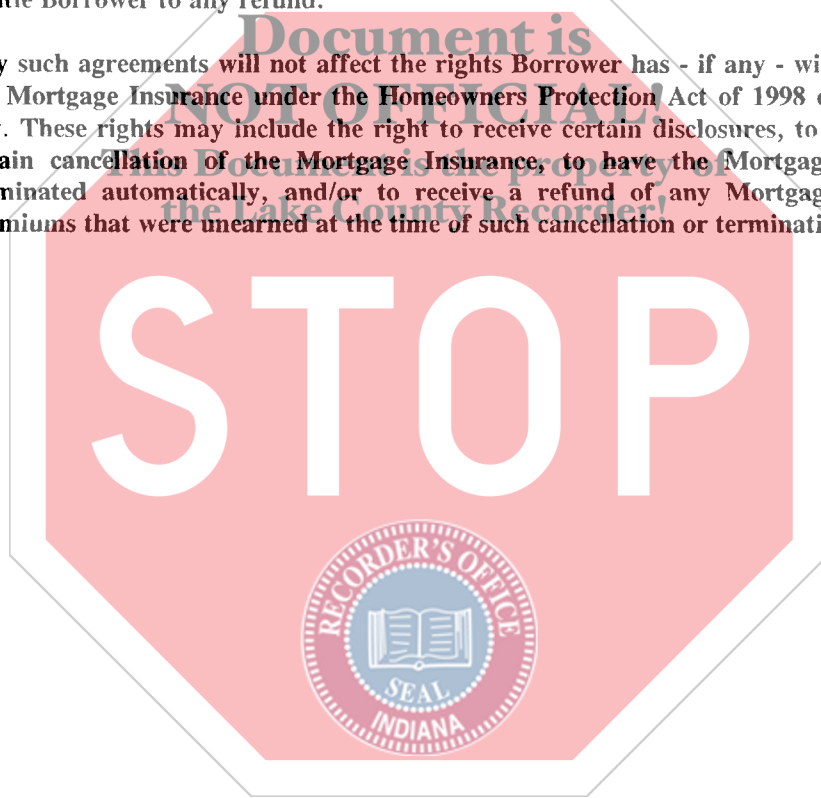 tle Borrower to any refund.
Document is
y such agreements will not affect the rights Borrower has - if any - wi
NOT OFFICIAL!
Mortgage Insurance under the Homeowners Protection Act of 1998
. These rights may include the right to receive certain disclosures, to
This Document is the property of
ain cancellation of the Mortgage Insurance, to have the Mortgag
minated automatically, and/or to receive a refund of any Mortgag
the Lake County Recorder!
miums that were unearned at the time of such cancellation or terminati
STOP
RECORDER'S OFFICE
SEAL
INDIANA